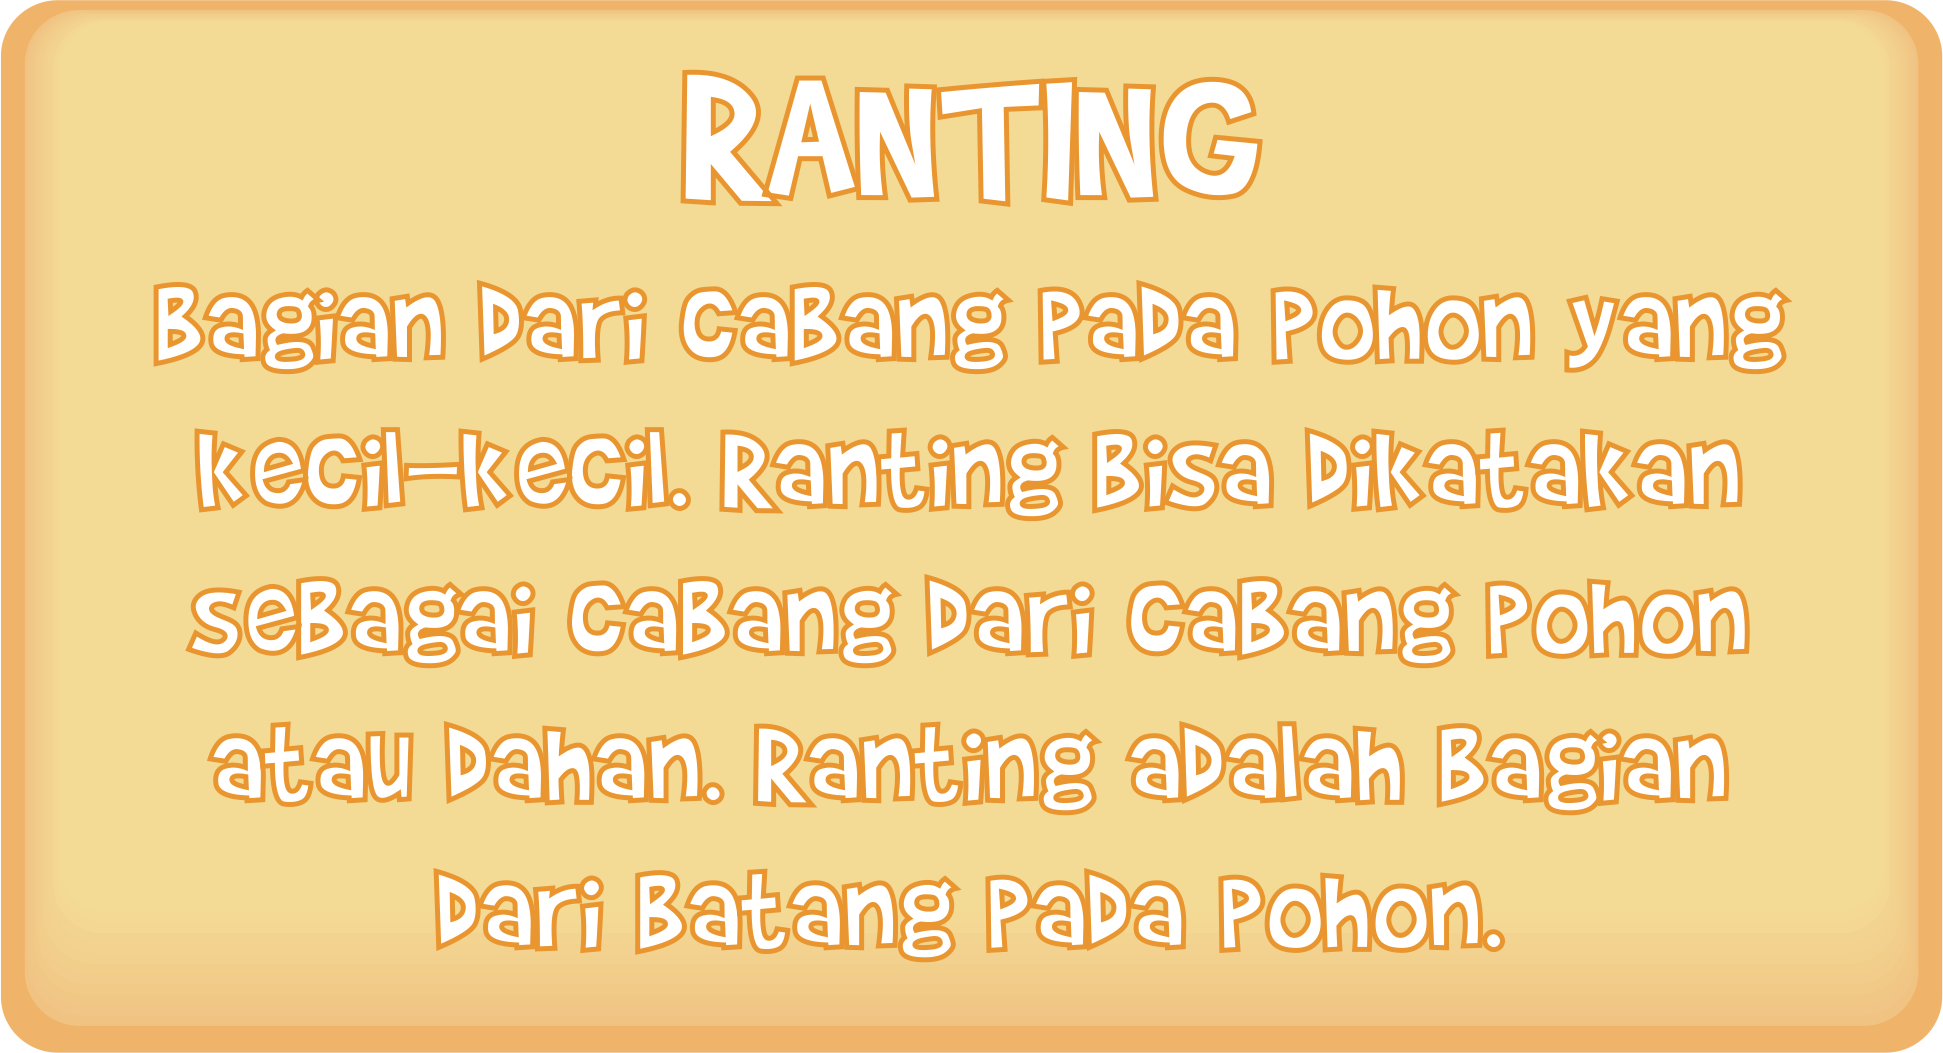 RANTING
Bagian dari cabang pada pohon yang
kecil-kecil. Ranting bisa dikatakan
sebagai cabang dari cabang pohon
atau dahan. Ranting adalah bagian
dari batang pada pohon.